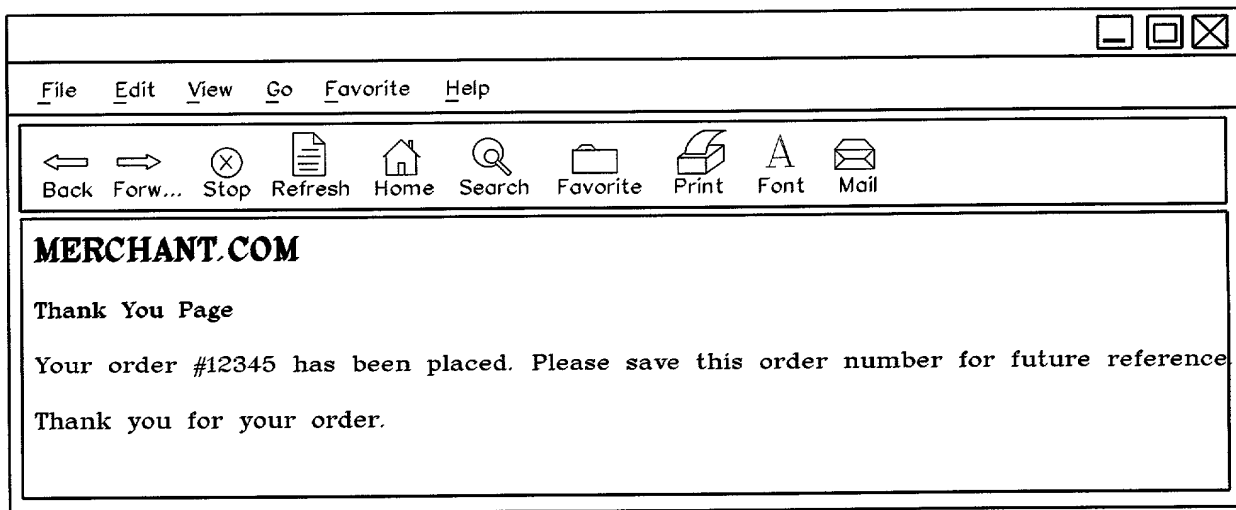 File Edit View Go Favorite Help
Back Forw... Stop Refresh Home Search Favorite Print Font Mail
MERCHANT.COM
Thank You Page
Your order #12345 has been placed. Please save this order number for future reference.
Thank you for your order.